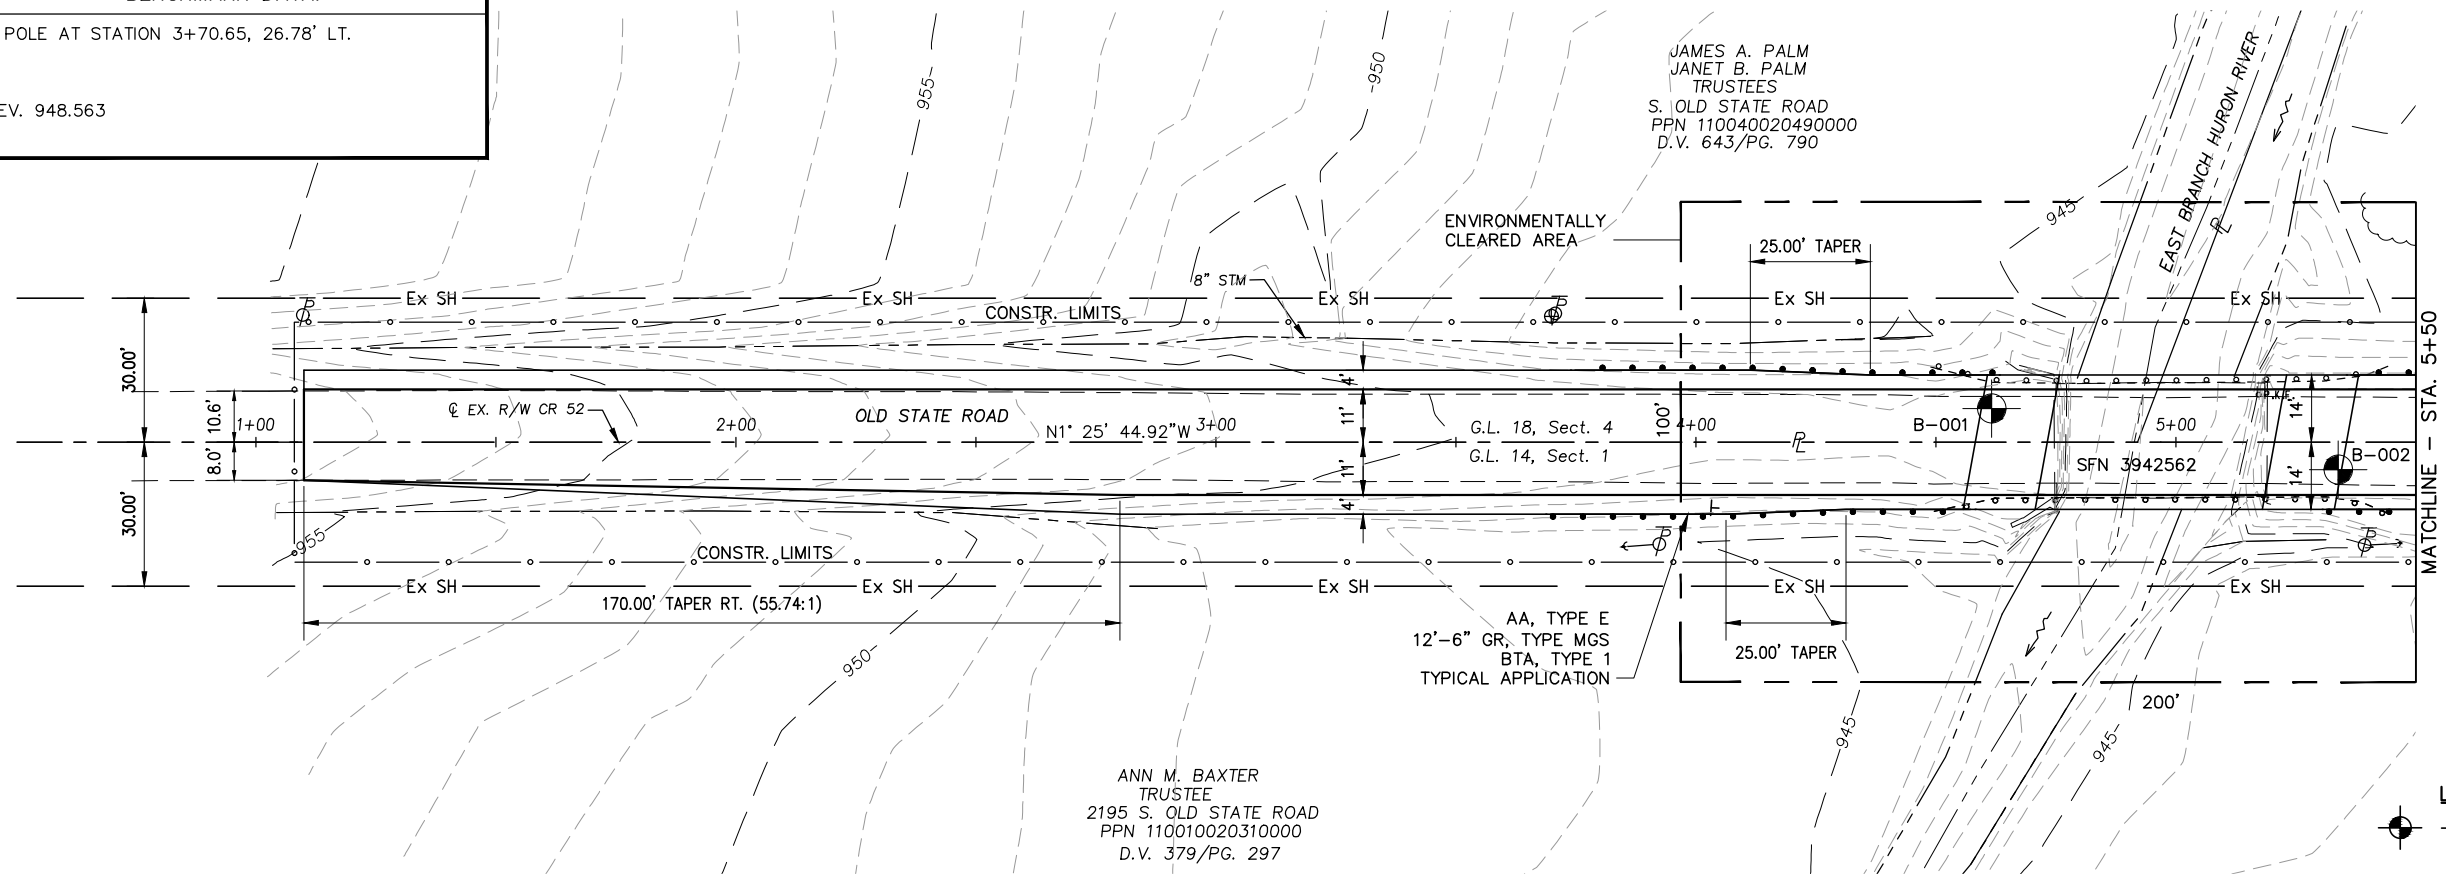 POLE AT STATION 3+70.65, 26.78' LT.
EV. 948.563
955-
-950
JAMES A. PALM
JANET B. PALM
TRUSTEES
S. OLD STATE ROAD
PPN 110040020490000
D.V. 643/PG. 790
EAST BRANCH HURON RIVER
945-
PL
ENVIRONMENTALLY
CLEARED AREA
25.00' TAPER
8" STM
Ex SH
Ex SH
Ex SH
Ex SH
Ex SH
P
P
CONSTR. LIMITS
30.00'
10.6'
8.0'
30.00'
1+00
CL EX. R/W CR 52
2+00
OLD STATE ROAD
N1° 25' 44.92"W
3+00
4'
11'
11'
4'
G.L. 18, Sect. 4
G.L. 14, Sect. 1
100'
4+00
PL
B-001
5+00
SFN 3942562
14'
14'
B-002
MATCHLINE - STA. 5+50
955
CONSTR. LIMITS
P
P
T
Ex SH
Ex SH
Ex SH
Ex SH
Ex SH
170.00' TAPER RT. (55.74:1)
950-
AA, TYPE E
12'-6" GR, TYPE MGS
BTA, TYPE 1
TYPICAL APPLICATION
25.00' TAPER
200'
945
945-
ANN M. BAXTER
TRUSTEE
2195 S. OLD STATE ROAD
PPN 110010020310000
D.V. 379/PG. 297
L